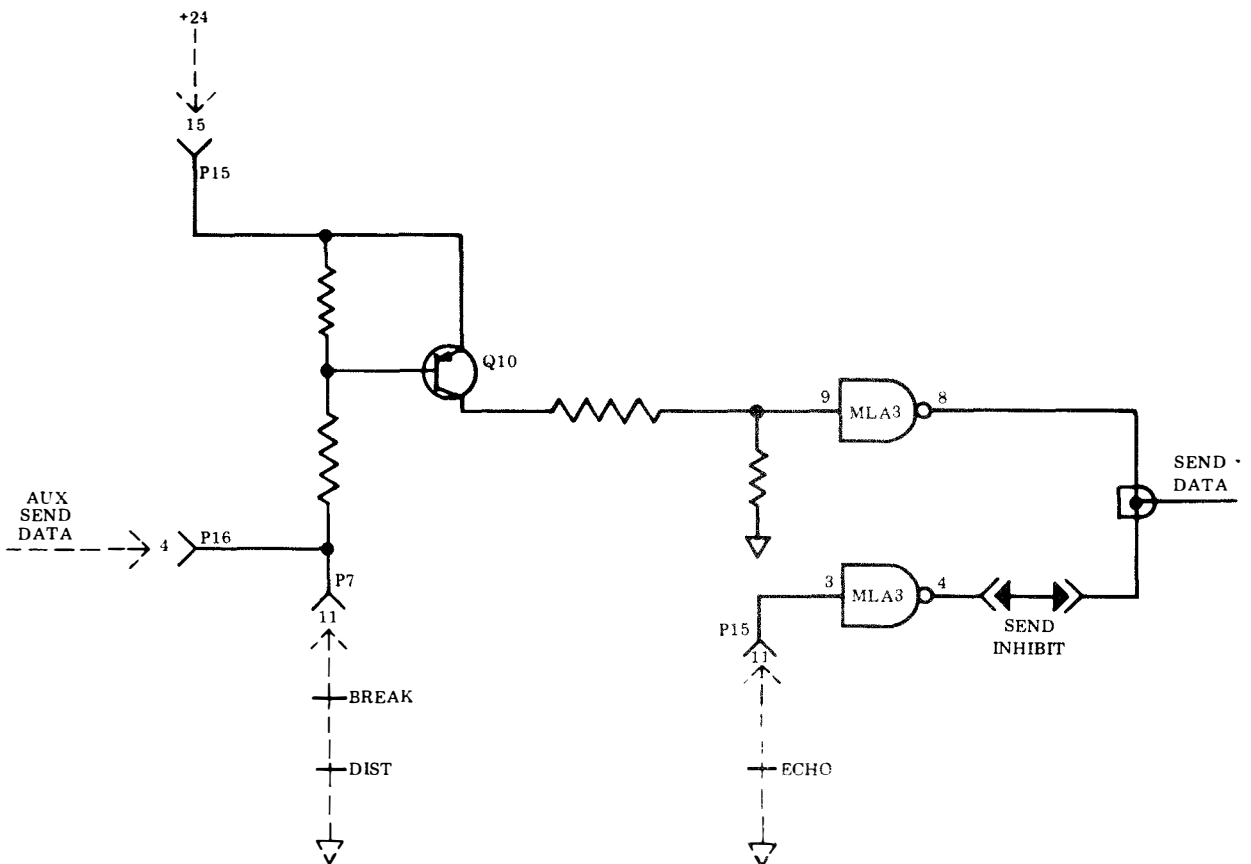 +24
15
P15
Q10
9
MLA3
8
SEND
DATA
AUX
SEND
DATA
4
P16
P7
11
3
MLA3
4
P15
11
SEND
INHIBIT
BREAK
DIST
ECHO